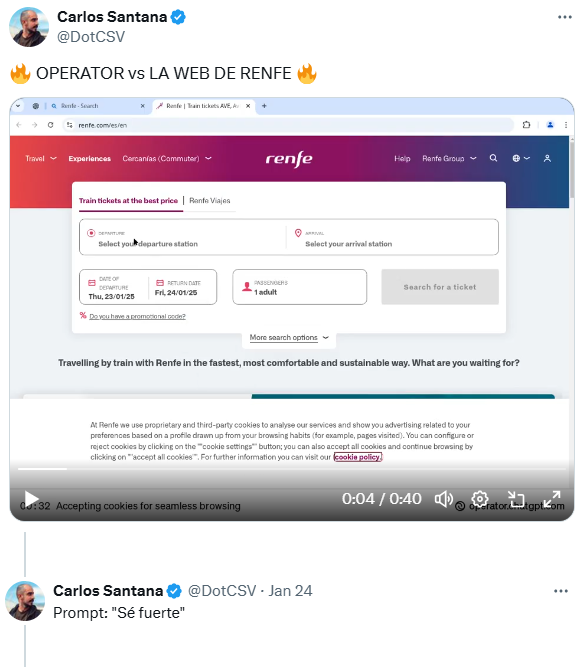 Carlos Santana
@DotCSV
🔥 OPERATOR vs LA WEB DE RENFE 🔥
Renfe - Search
Renfe | Train tickets AVE, Av
renfe.com/es/en
Travel Experiences Cercanías (Commuter) renfe Help Renfe Group
Train tickets at the best price | Renfe Viajes
DEPARTURE
Select your departure station
ARRIVAL
Select your arrival station
DATE OF DEPARTURE
Thu, 23/01/25
RETURN DATE
Fri, 24/01/25
PASSENGERS
1 adult
Search for a ticket
Do you have a promotional code?
More search options
Travelling by train with Renfe in the fastest, most comfortable and sustainable way. What are you waiting for?
At Renfe we use proprietary and third-party cookies to analyse our services and show you advertising related to your
preferences based on a profile drawn up from your browsing habits (for example, pages visited). You can configure or
reject cookies by clicking on the ""cookie settings"" button; you can also accept all cookies and continue browsing by
clicking on ""accept all cookies"". For further information you can visit our cookie policy.
0:04 / 0:40
:32 Accepting cookies for seamless browsing
operator.chatgpt.com
Carlos Santana @DotCSV · Jan 24
Prompt: "Sé fuerte"